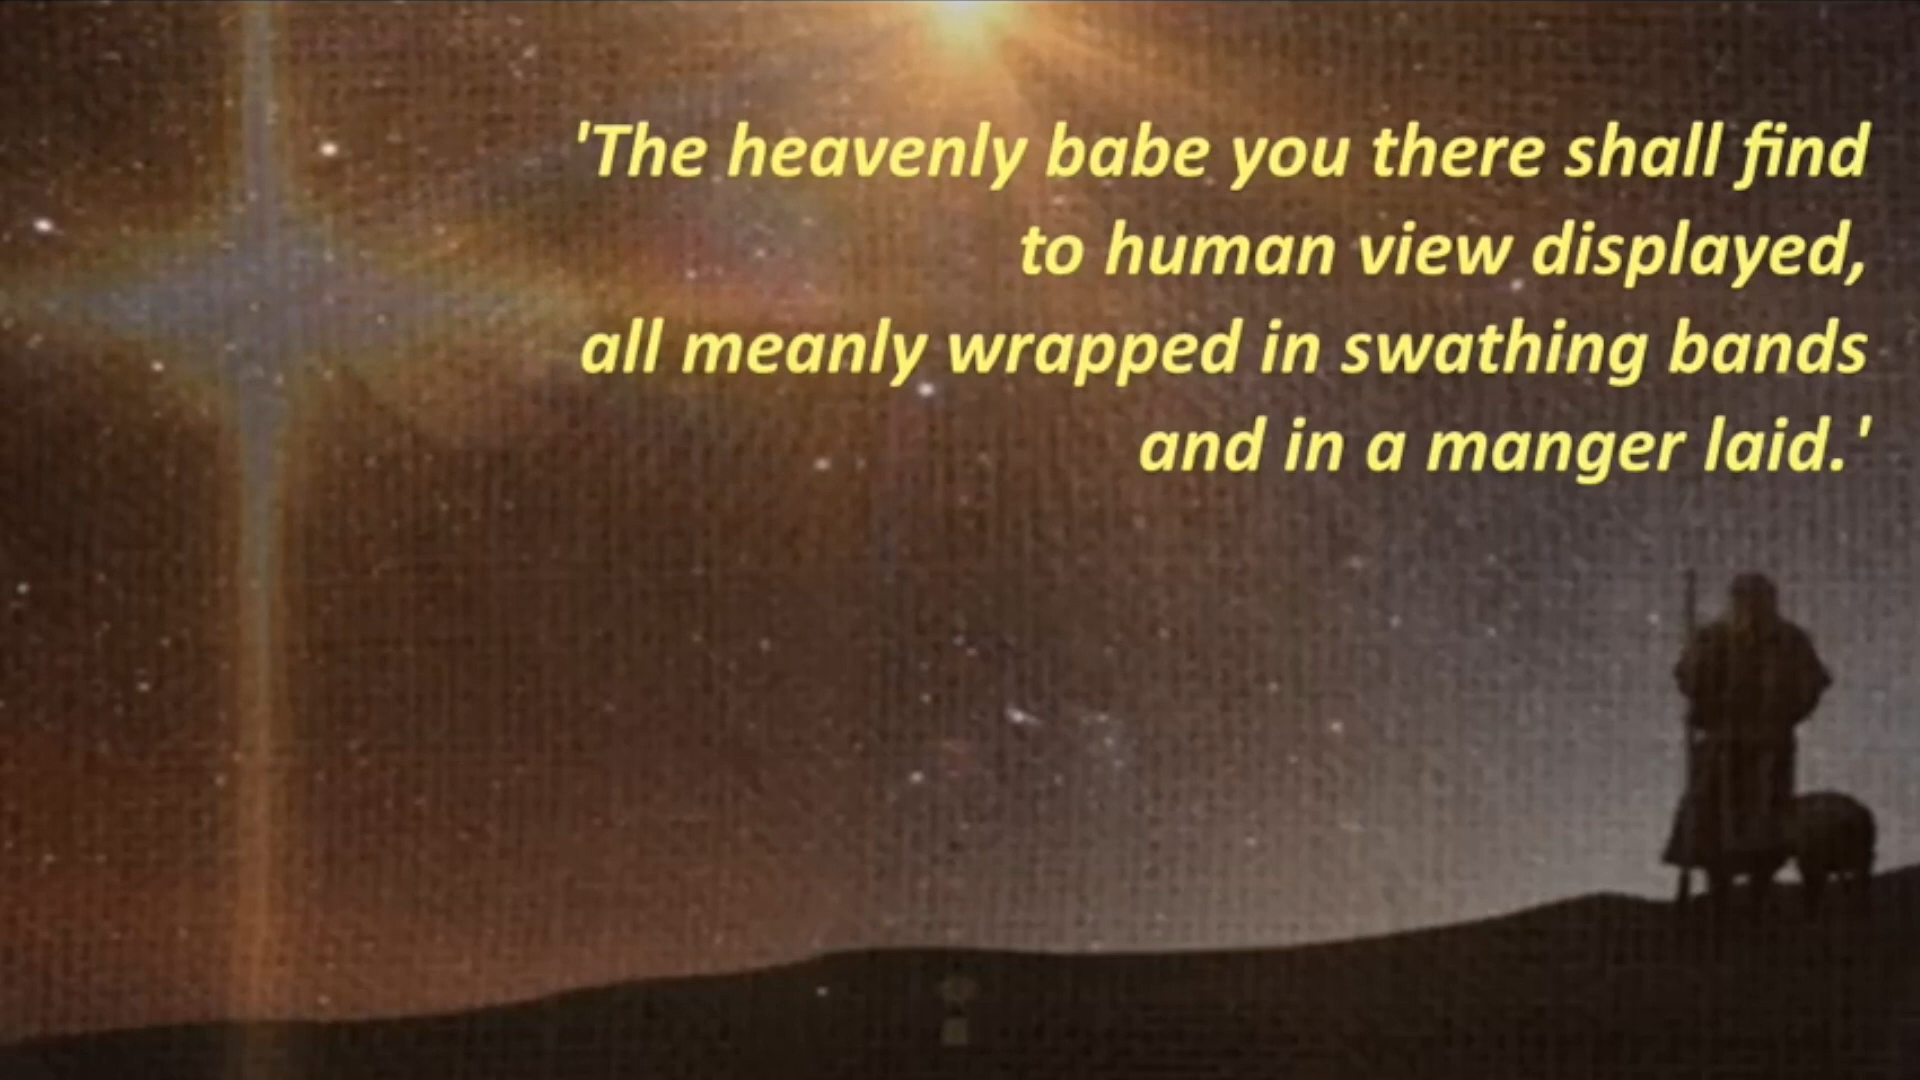 'The heavenly babe you there shall find
to human view displayed,
all meanly wrapped in swathing bands
and in a manger laid.'